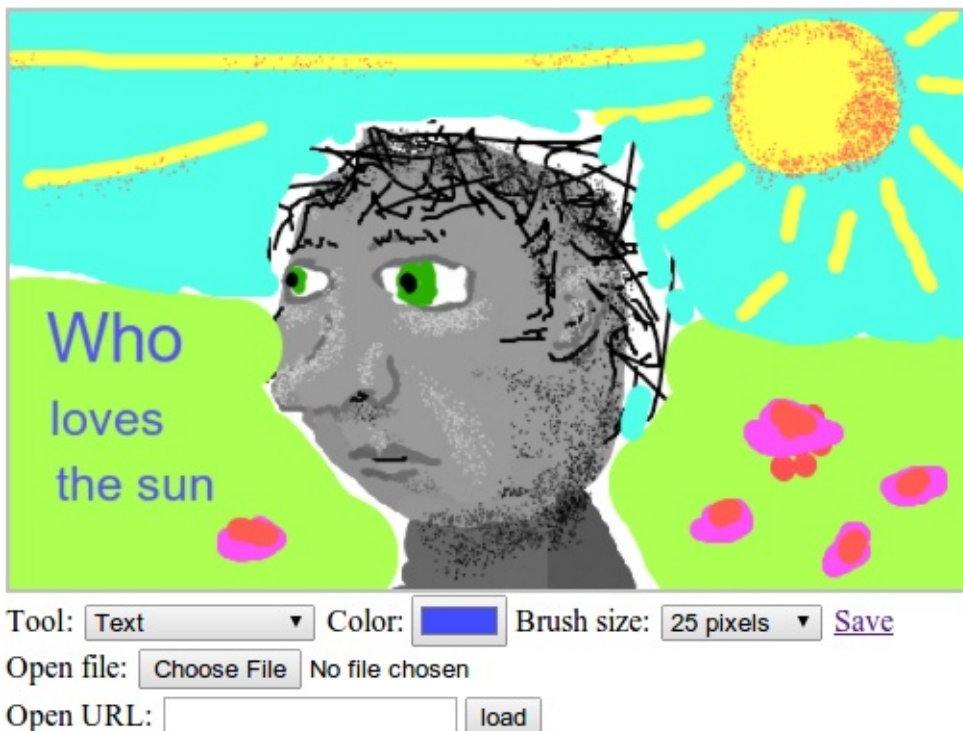 Who
loves
the sun
Tool: Text Color: Brush size: 25 pixels Save
Open file: Choose File No file chosen
Open URL: load